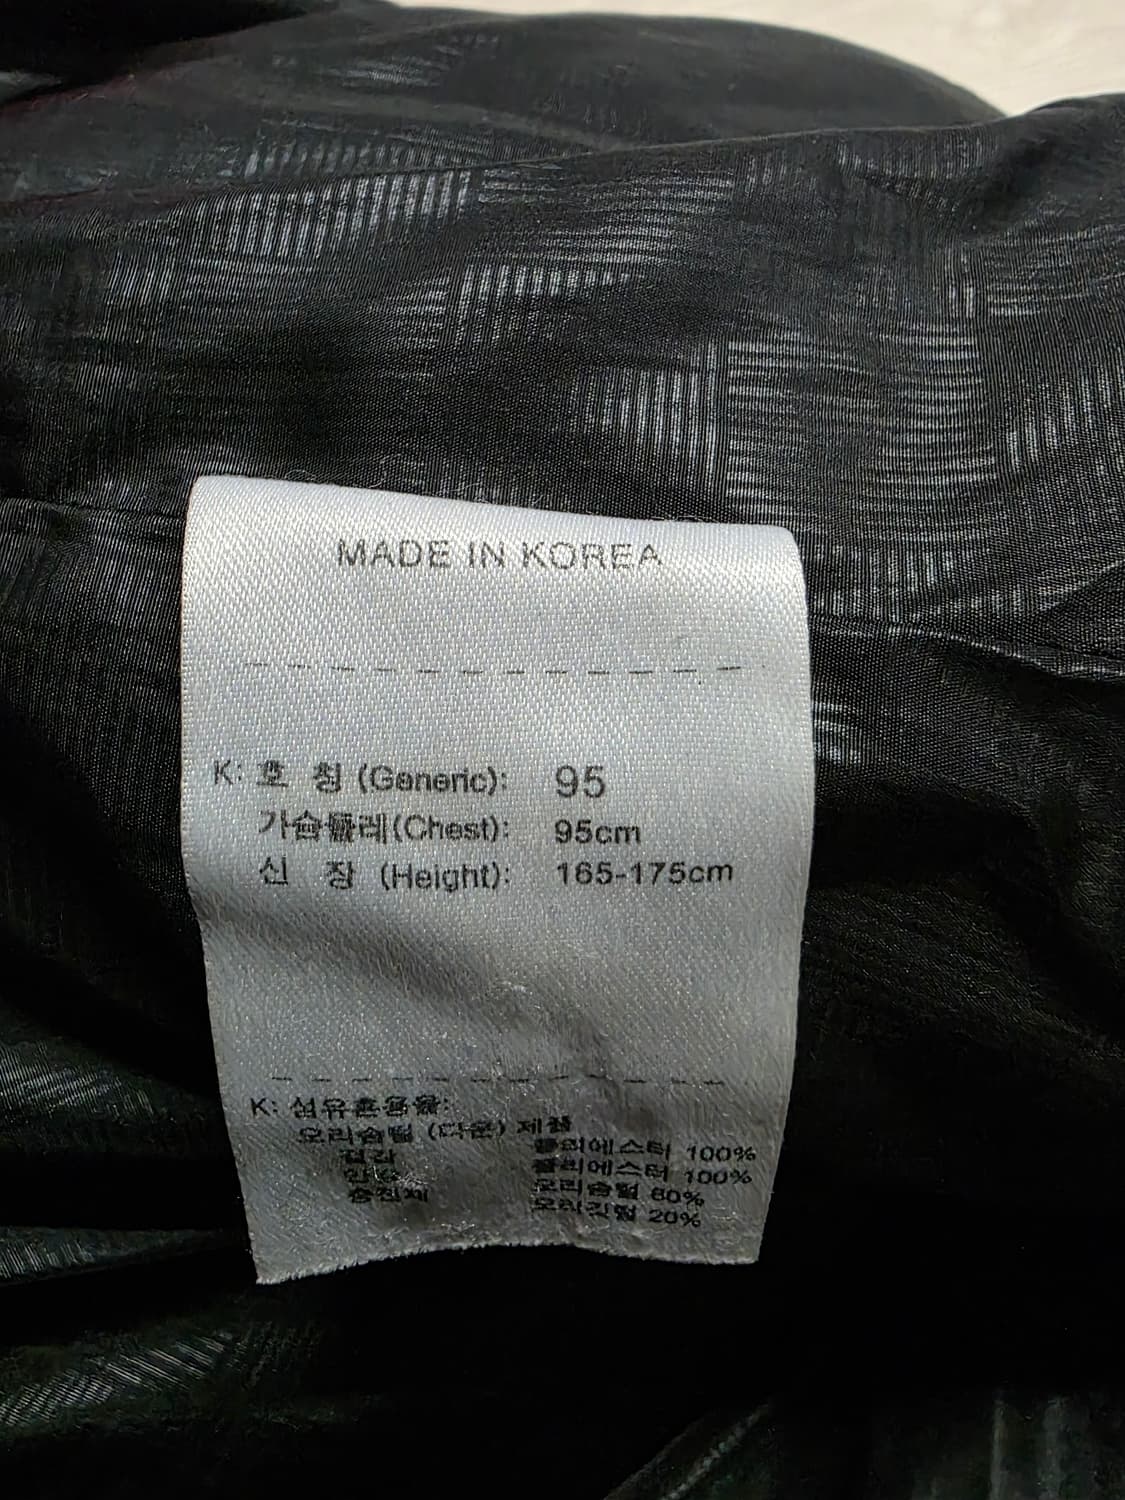 MADE IN KOREA
K: 호 칭 (Generic): 95
가슴둘레(Chest): 95cm
신 장 (Height): 165-175cm
K: 섬유혼용율:
오리솜털 (다운) 제품
겉감 폴리에스터 100%
안감 폴리에스터 100%
충전재 오리솜털 80%
오리깃털 20%